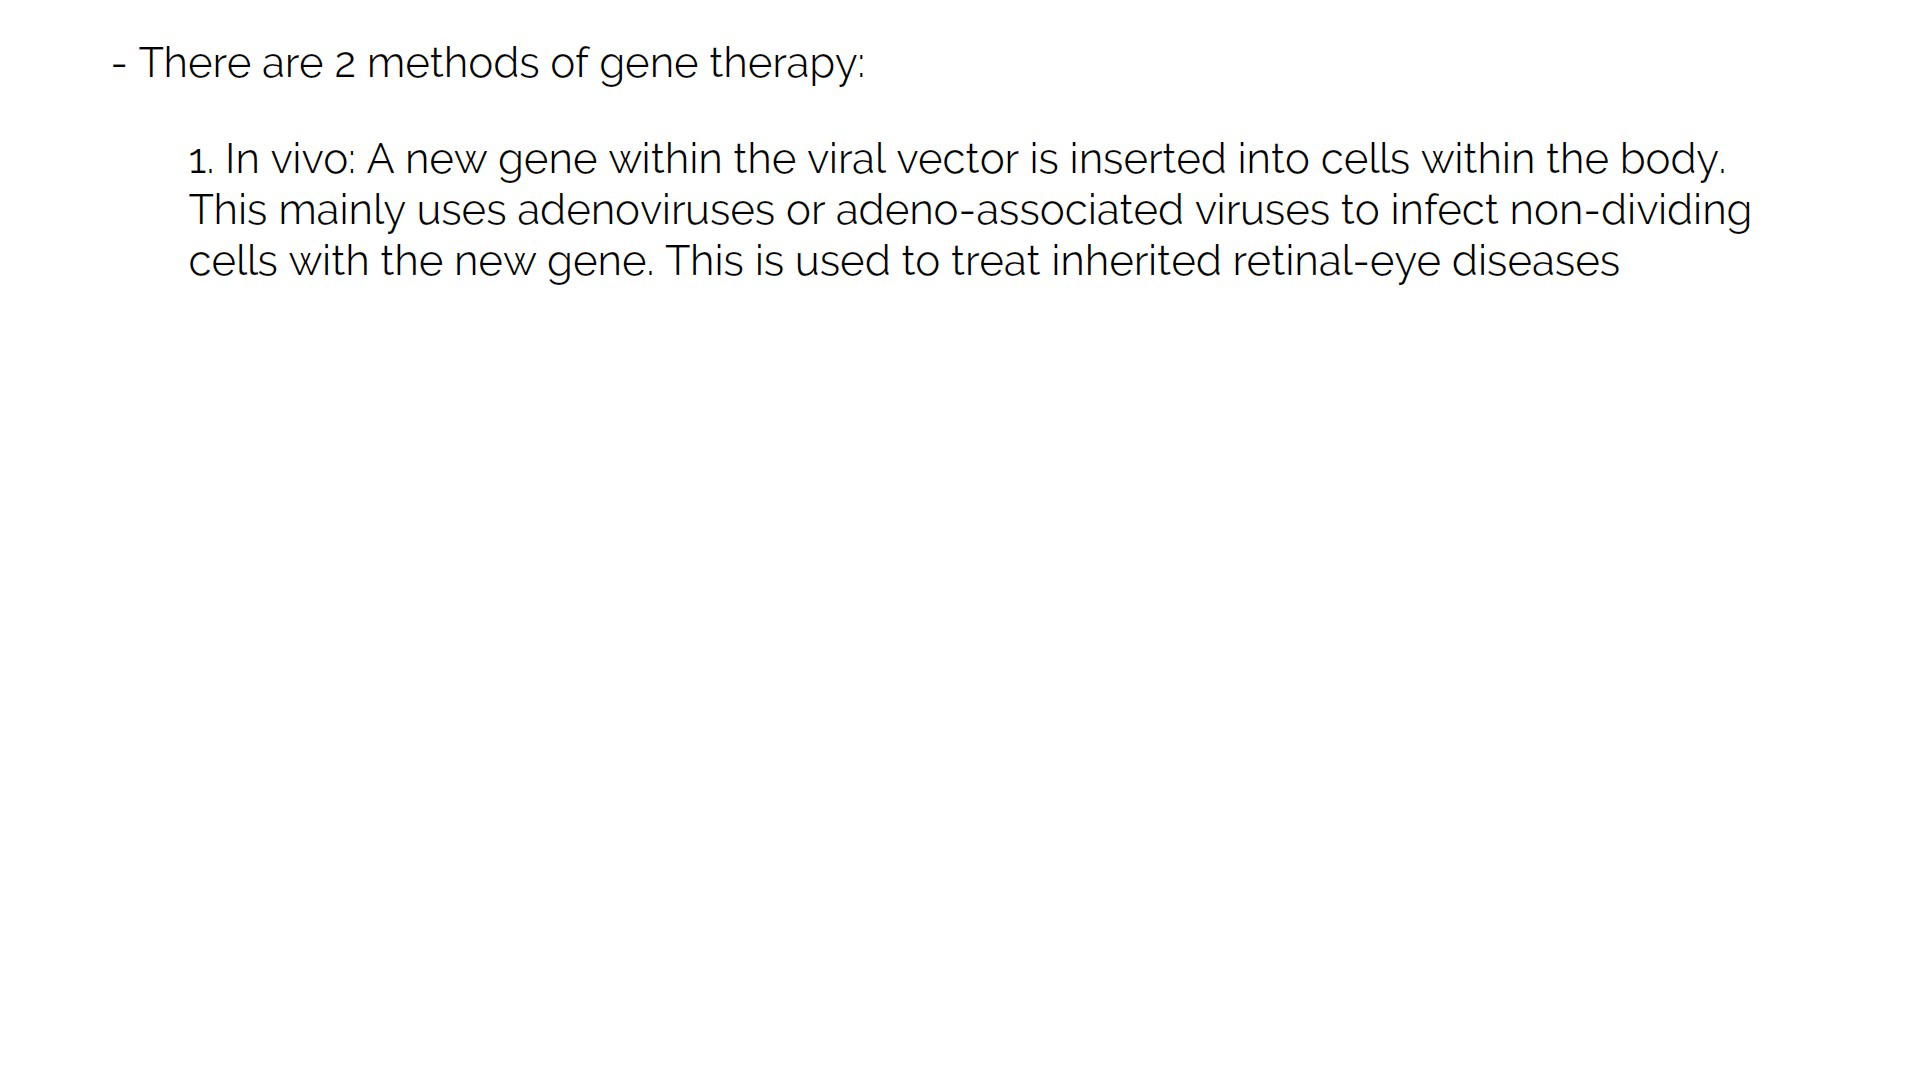 - There are 2 methods of gene therapy:
1. In vivo: A new gene within the viral vector is inserted into cells within the body.
This mainly uses adenoviruses or adeno-associated viruses to infect non-dividing
cells with the new gene. This is used to treat inherited retinal-eye diseases